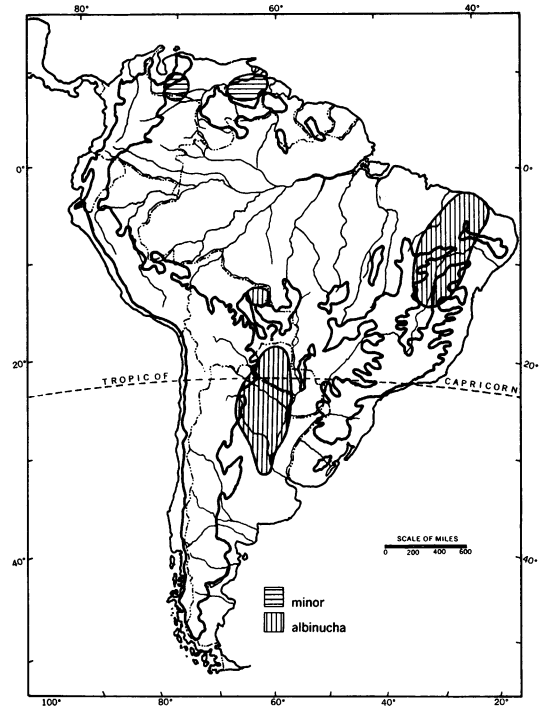 80° 60° 40°
0° 0°
20° 20°
TROPIC OF CAPRICORN
SCALE OF MILES
0 200 400 600
40° 40°
minor
albinucha
100° 80° 60° 40° 20°